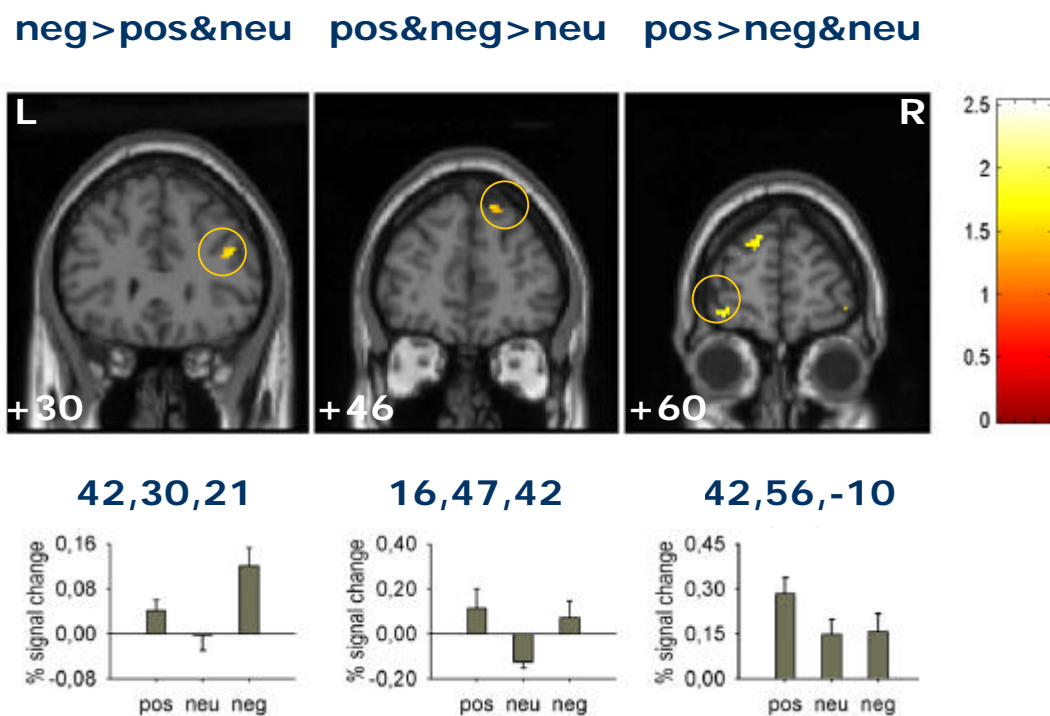 neg>pos&neu pos&neg>neu pos>neg&neu
L R
+30 +46 +60
2.5
2
1.5
1
0.5
0
42,30,21 16,47,42 42,56,-10
% signal change
0,16
0,08
0,00
-0,08
pos neu neg
% signal change
0,40
0,20
0,00
-0,20
pos neu neg
% signal change
0,45
0,30
0,15
0,00
pos neu neg